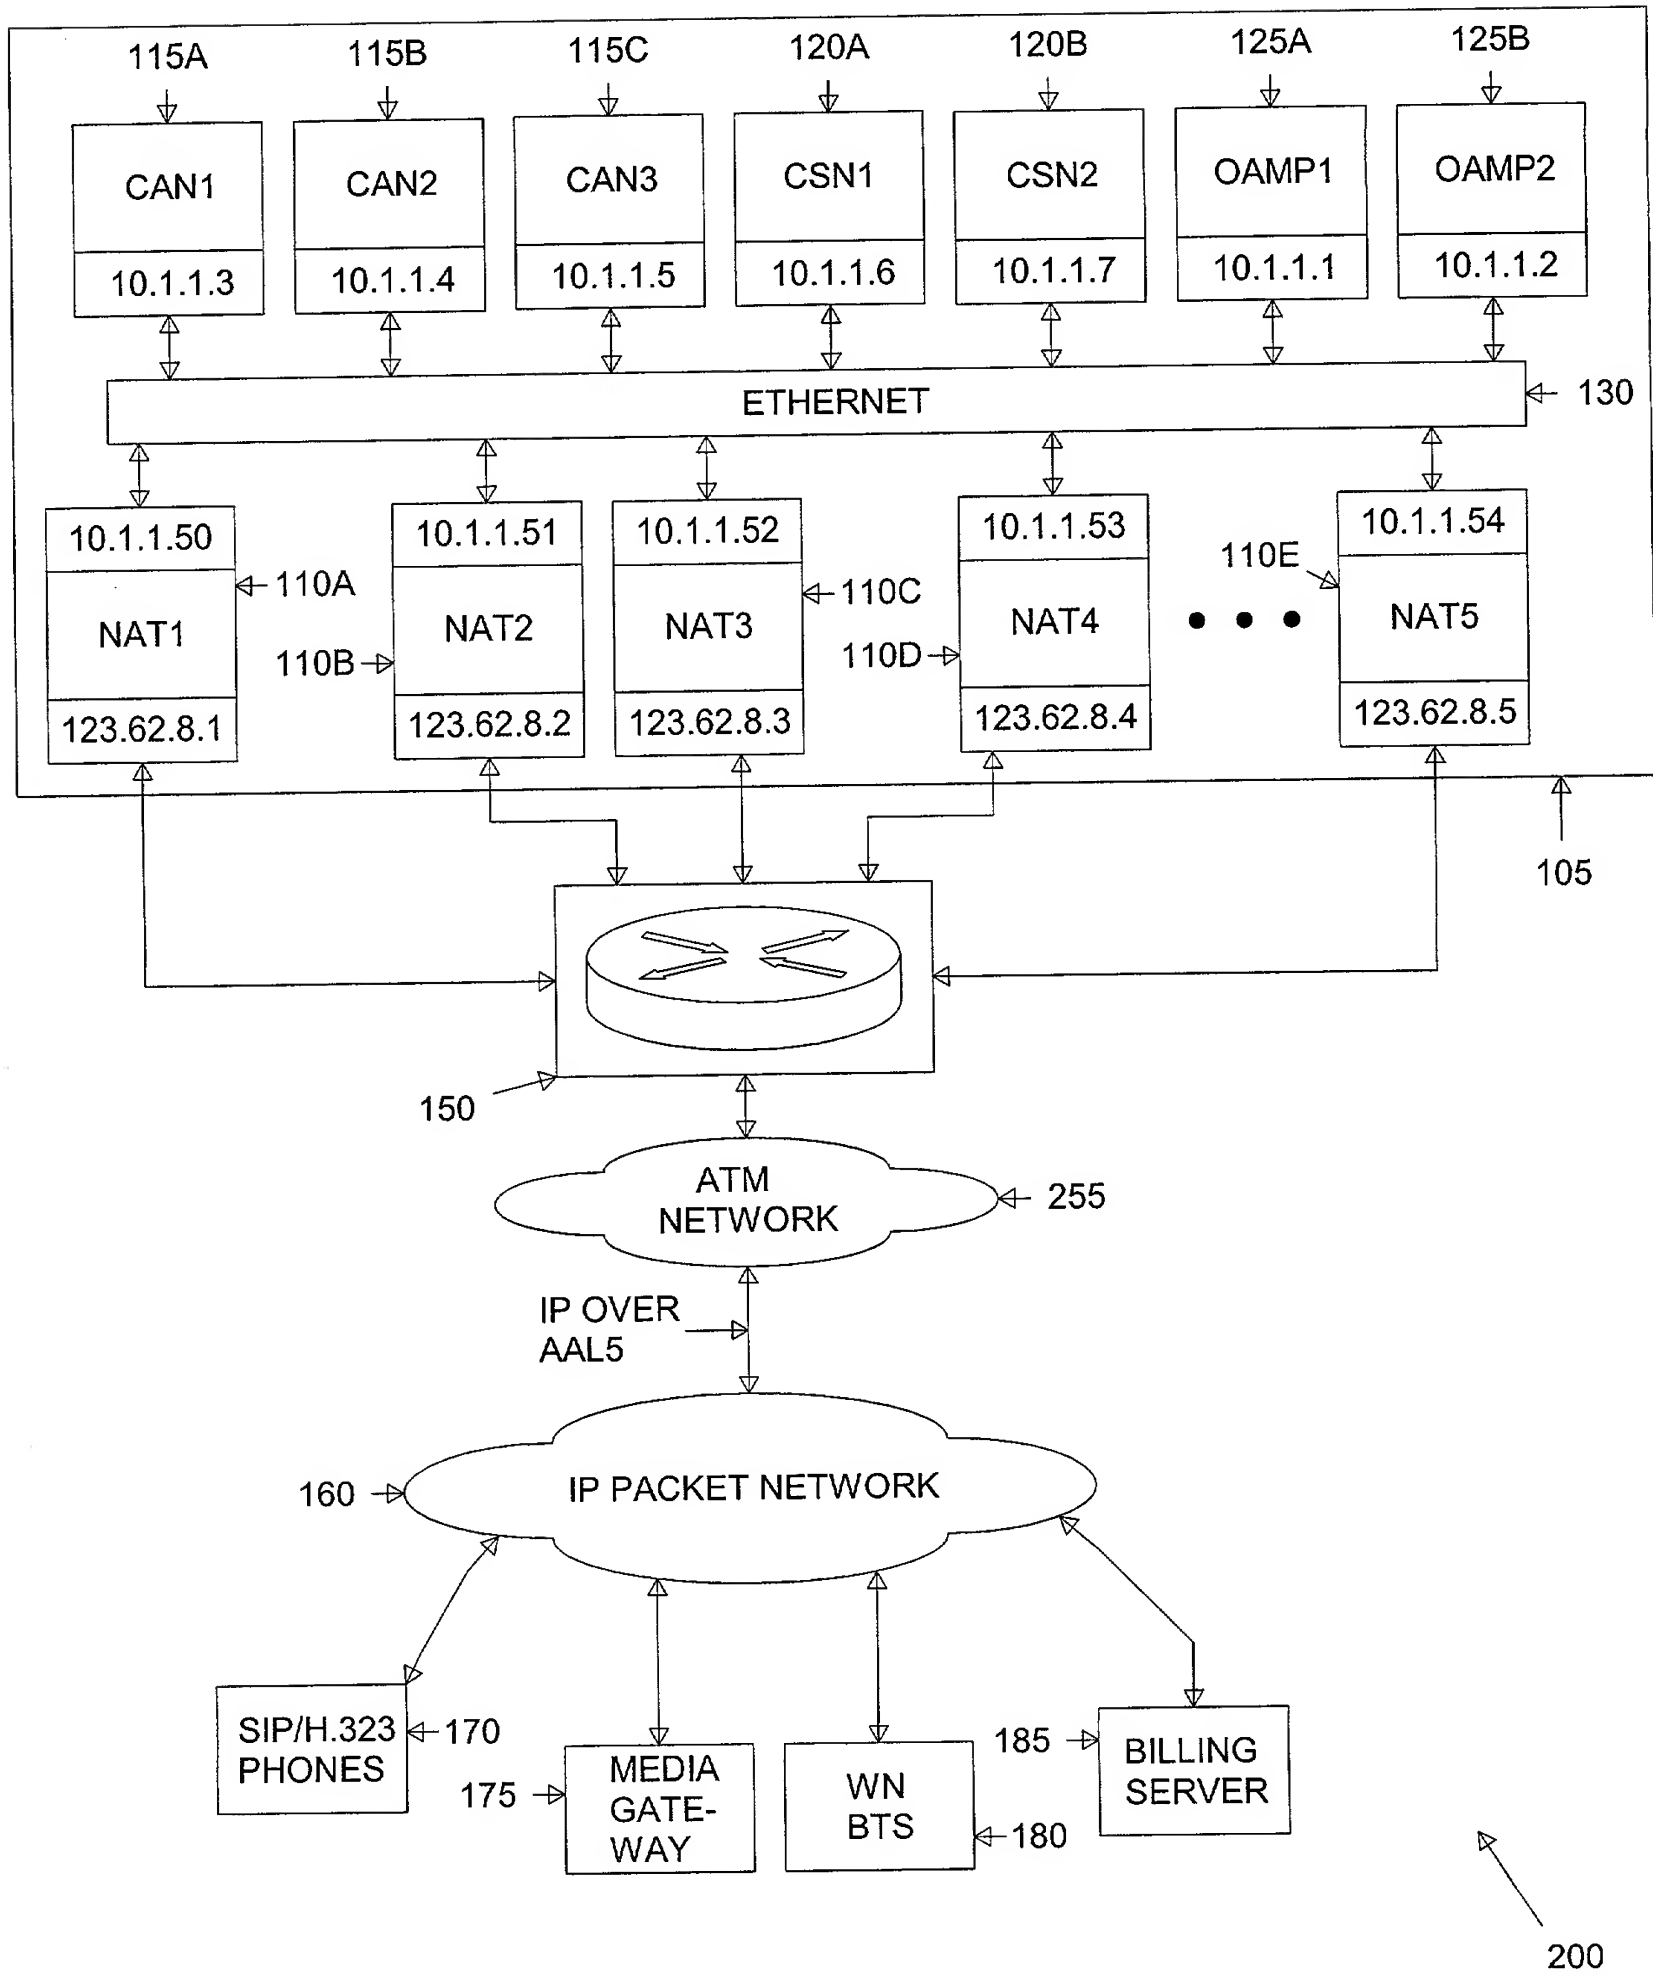 115A
115B
115C
120A
120B
125A
125B
CAN1
CAN2
CAN3
CSN1
CSN2
OAMP1
OAMP2
10.1.1.3
10.1.1.4
10.1.1.5
10.1.1.6
10.1.1.7
10.1.1.1
10.1.1.2
ETHERNET
130
10.1.1.50
10.1.1.51
10.1.1.52
10.1.1.53
10.1.1.54
110A
110C
110E
NAT1
NAT2
NAT3
NAT4
NAT5
110B
110D
123.62.8.1
123.62.8.2
123.62.8.3
123.62.8.4
123.62.8.5
105
150
ATM
NETWORK
255
IP OVER
AAL5
IP PACKET NETWORK
160
SIP/H.323
PHONES
170
MEDIA
GATE-
WAY
175
WN
BTS
180
185
BILLING
SERVER
200